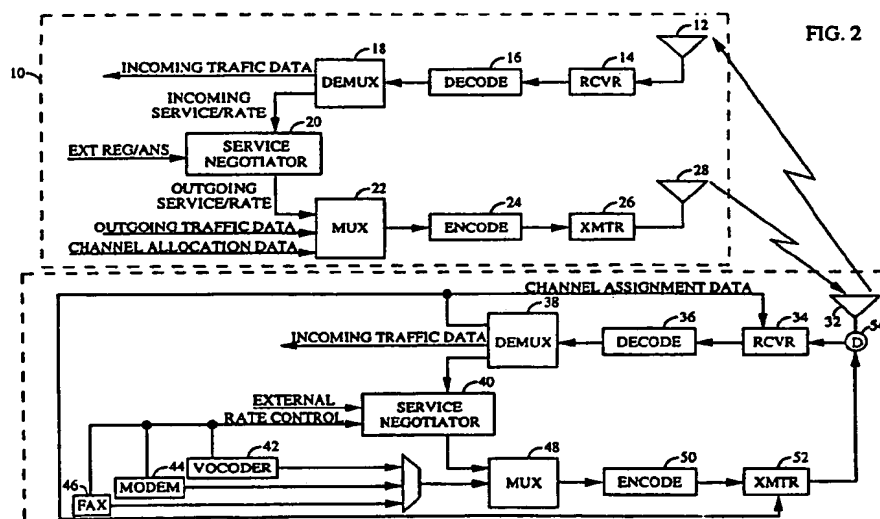 FIG. 2
10
12
14
16
18
INCOMING TRAFIC DATA
DEMUX
DECODE
RCVR
INCOMING
SERVICE/RATE
20
EXT REG/ANS
SERVICE
NEGOTIATOR
OUTGOING
SERVICE/RATE
22
24
26
28
MUX
ENCODE
XMTR
OUTGOING TRAFFIC DATA
CHANNEL ALLOCATION DATA
CHANNEL ASSIGNMENT DATA
32
38
36
34
54
INCOMING TRAFFIC DATA
DEMUX
DECODE
RCVR
D
40
EXTERNAL
SERVICE
NEGOTIATOR
RATE CONTROL
42
VOCODER
44
MODEM
46
FAX
48
MUX
50
ENCODE
52
XMTR